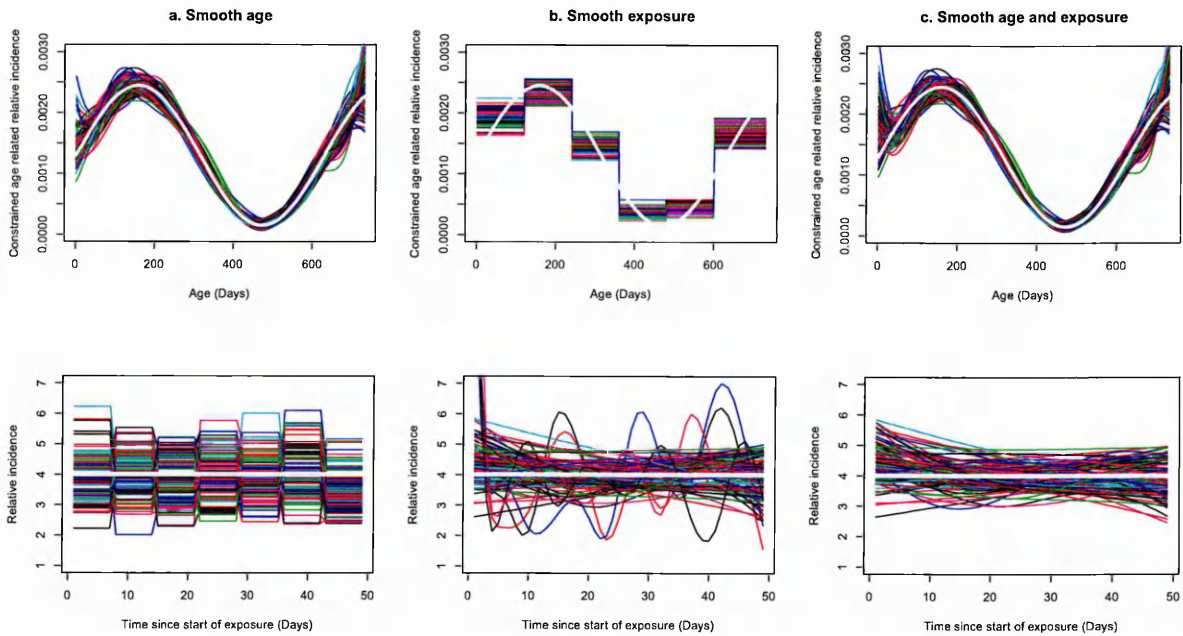 a. Smooth age
b. Smooth exposure
c. Smooth age and exposure
Constrained age related relative incidence
0.0000 0.0010 0.0020 0.0030
0 200 400 600
Age (Days)
Constrained age related relative incidence
0.0000 0.0010 0.0020 0.0030
0 200 400 600
Age (Days)
Constrained age related relative incidence
0.0000 0.0010 0.0020 0.0030
0 200 400 600
Age (Days)
Relative incidence
1 2 3 4 5 6 7
0 10 20 30 40 50
Time since start of exposure (Days)
Relative incidence
1 2 3 4 5 6 7
0 10 20 30 40 50
Time since start of exposure (Days)
Relative incidence
1 2 3 4 5 6 7
0 10 20 30 40 50
Time since start of exposure (Days)